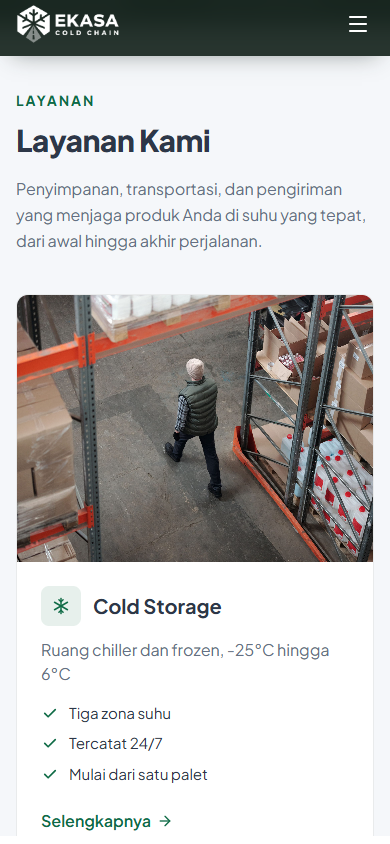 EKASA
COLD CHAIN
LAYANAN
Layanan Kami
Penyimpanan, transportasi, dan pengiriman
yang menjaga produk Anda di suhu yang tepat,
dari awal hingga akhir perjalanan.
Cold Storage
Ruang chiller dan frozen, -25°C hingga
6°C
Tiga zona suhu
Tercatat 24/7
Mulai dari satu palet
Selengkapnya →